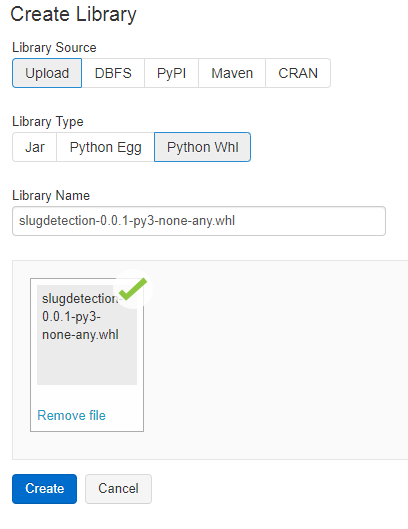 Create Library
Library Source
Upload DBFS PyPI Maven CRAN
Library Type
Jar Python Egg Python Whl
Library Name
slugdetection-0.0.1-py3-none-any.whl
slugdetection-
0.0.1-py3-
none-any.whl
Remove file
Create Cancel